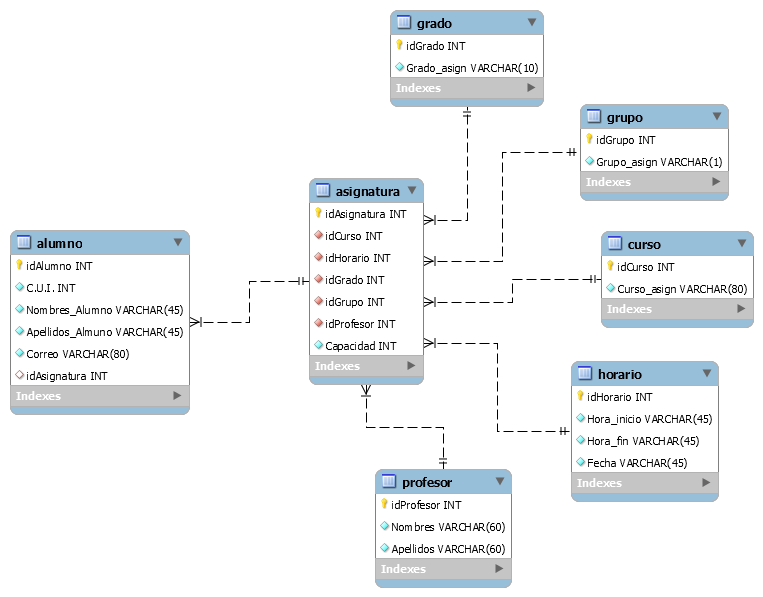 grado
idGrado INT
Grado_asign VARCHAR(10)
Indexes
grupo
idGrupo INT
Grupo_asign VARCHAR(1)
Indexes
asignatura
idAsignatura INT
idCurso INT
idHorario INT
idGrado INT
idGrupo INT
idProfesor INT
Capacidad INT
Indexes
alumno
idAlumno INT
C.U.I. INT
Nombres_Alumno VARCHAR(45)
Apellidos_Almuno VARCHAR(45)
Correo VARCHAR(80)
idAsignatura INT
Indexes
curso
idCurso INT
Curso_asign VARCHAR(80)
Indexes
horario
idHorario INT
Hora_inicio VARCHAR(45)
Hora_fin VARCHAR(45)
Fecha VARCHAR(45)
Indexes
profesor
idProfesor INT
Nombres VARCHAR(60)
Apellidos VARCHAR(60)
Indexes